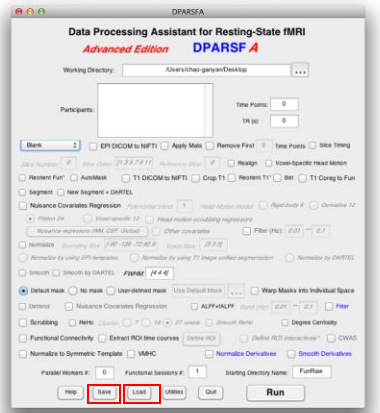 DPARSFA
Data Processing Assistant for Resting-State fMRI
Advanced Edition DPARSF A
Working Directory: /Users/chao-ganyan/Desktop ...
Participants:
Time Points: 0
TR (s): 0
Blank EPI DICOM to NIFTI Apply Mats Remove First 0 Time Points Slice Timing
Slice Number: 0 Slice Order: [1 3 5 7 9 11 Reference Slice: 0 Realign Voxel-Specific Head Motion
Reorient Fun* AutoMask T1 DICOM to NIFTI Crop T1 Reorient T1* Bet T1 Coreg to Fun
Segment New Segment + DARTEL
Nuisance Covariates Regression Polynomial trend: 1 Head Motion model: Rigid-body 6 Derivative 12
Friston 24 Voxelspecific 12 Head motion scrubbing regressors
Nuisance regressors (WM, CSF, Global) Other covariates Filter (Hz): 0.01 ~ 0.1
Normalize Bounding Box: [-90 -126 -72;90 9 Voxel Size: [3 3 3]
Normalize by using EPI templates Normalize by using T1 image unified segmentation Normalize by DARTEL
Smooth Smooth by DARTEL FWHM: [4 4 4]
Default mask No mask User-defined mask Use Default Mask ... Warp Masks into Individual Space
Detrend Nuisance Covariates Regression ALFF+fALFF Band (Hz): 0.01 ~ 0.1 Filter
Scrubbing ReHo Cluster 7 19 27 voxels Smooth ReHo Degree Centrality
Functional Connectivity Extract ROI time courses Define ROI Define ROI Interactively* CWAS
Normalize to Symmetric Template VMHC Normalize Derivatives Smooth Derivatives
Parallel Workers #: 0 Functional Sessions #: 1 Starting Directory Name: FunRaw
Help Save Load Utilities Quit Run